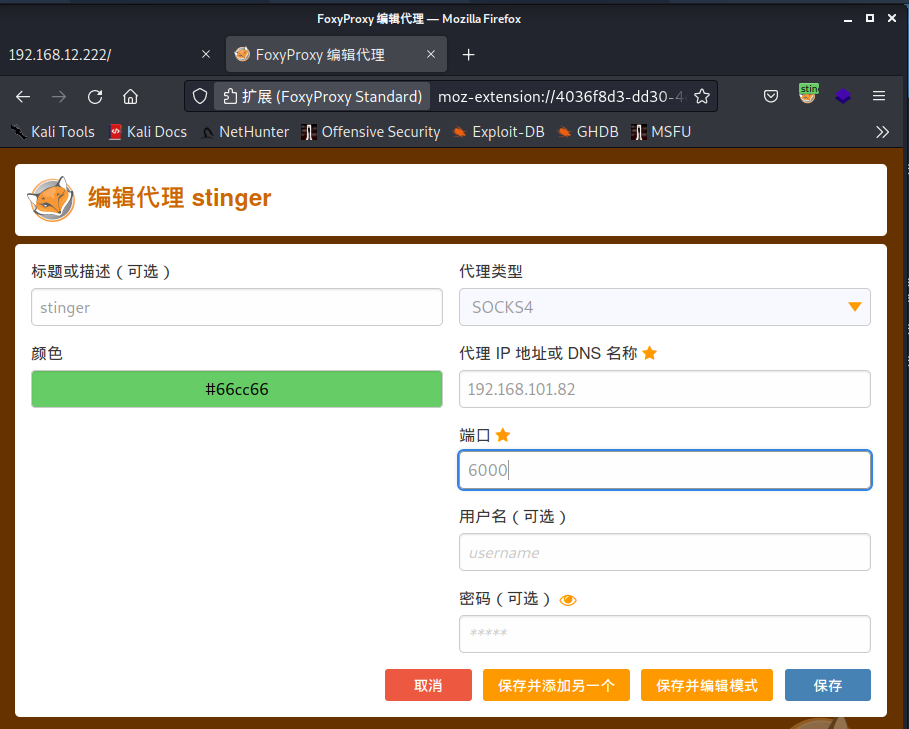 FoxyProxy 编辑代理 — Mozilla Firefox
192.168.12.222/
FoxyProxy 编辑代理
扩展 (FoxyProxy Standard)
moz-extension://4036f8d3-dd30-4
Kali Tools
Kali Docs
NetHunter
Offensive Security
Exploit-DB
GHDB
MSFU
编辑代理 stinger
标题或描述（可选）
stinger
颜色
#66cc66
代理类型
SOCKS4
代理 IP 地址或 DNS 名称
192.168.101.82
端口
6000
用户名（可选）
username
密码（可选）
*****
取消
保存并添加另一个
保存并编辑模式
保存